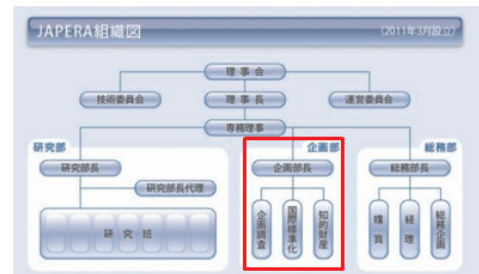 JAPERA組織図
(2011年3月設立)
理事会
技術委員会
理事長
運営委員会
専務理事
研究部
企画部
総務部
研究部長
企画部長
総務部長
研究部長代理
研究班
企画調査
国際標準化
知的財産
購買
経理
総務企画